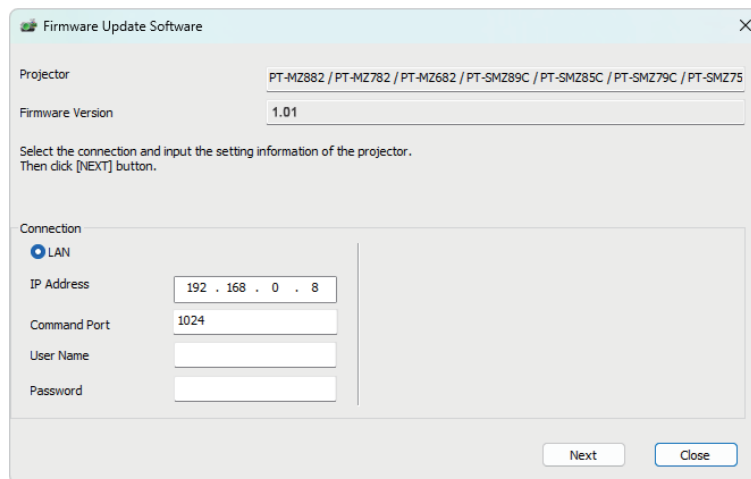 Firmware Update Software
Projector PT-MZ882 / PT-MZ782 / PT-MZ682 / PT-SMZ89C / PT-SMZ85C / PT-SMZ79C / PT-SMZ75
Firmware Version 1.01
Select the connection and input the setting information of the projector.
Then click [NEXT] button.
Connection
LAN
IP Address 192 . 168 . 0 . 8
Command Port 1024
User Name
Password
Next Close